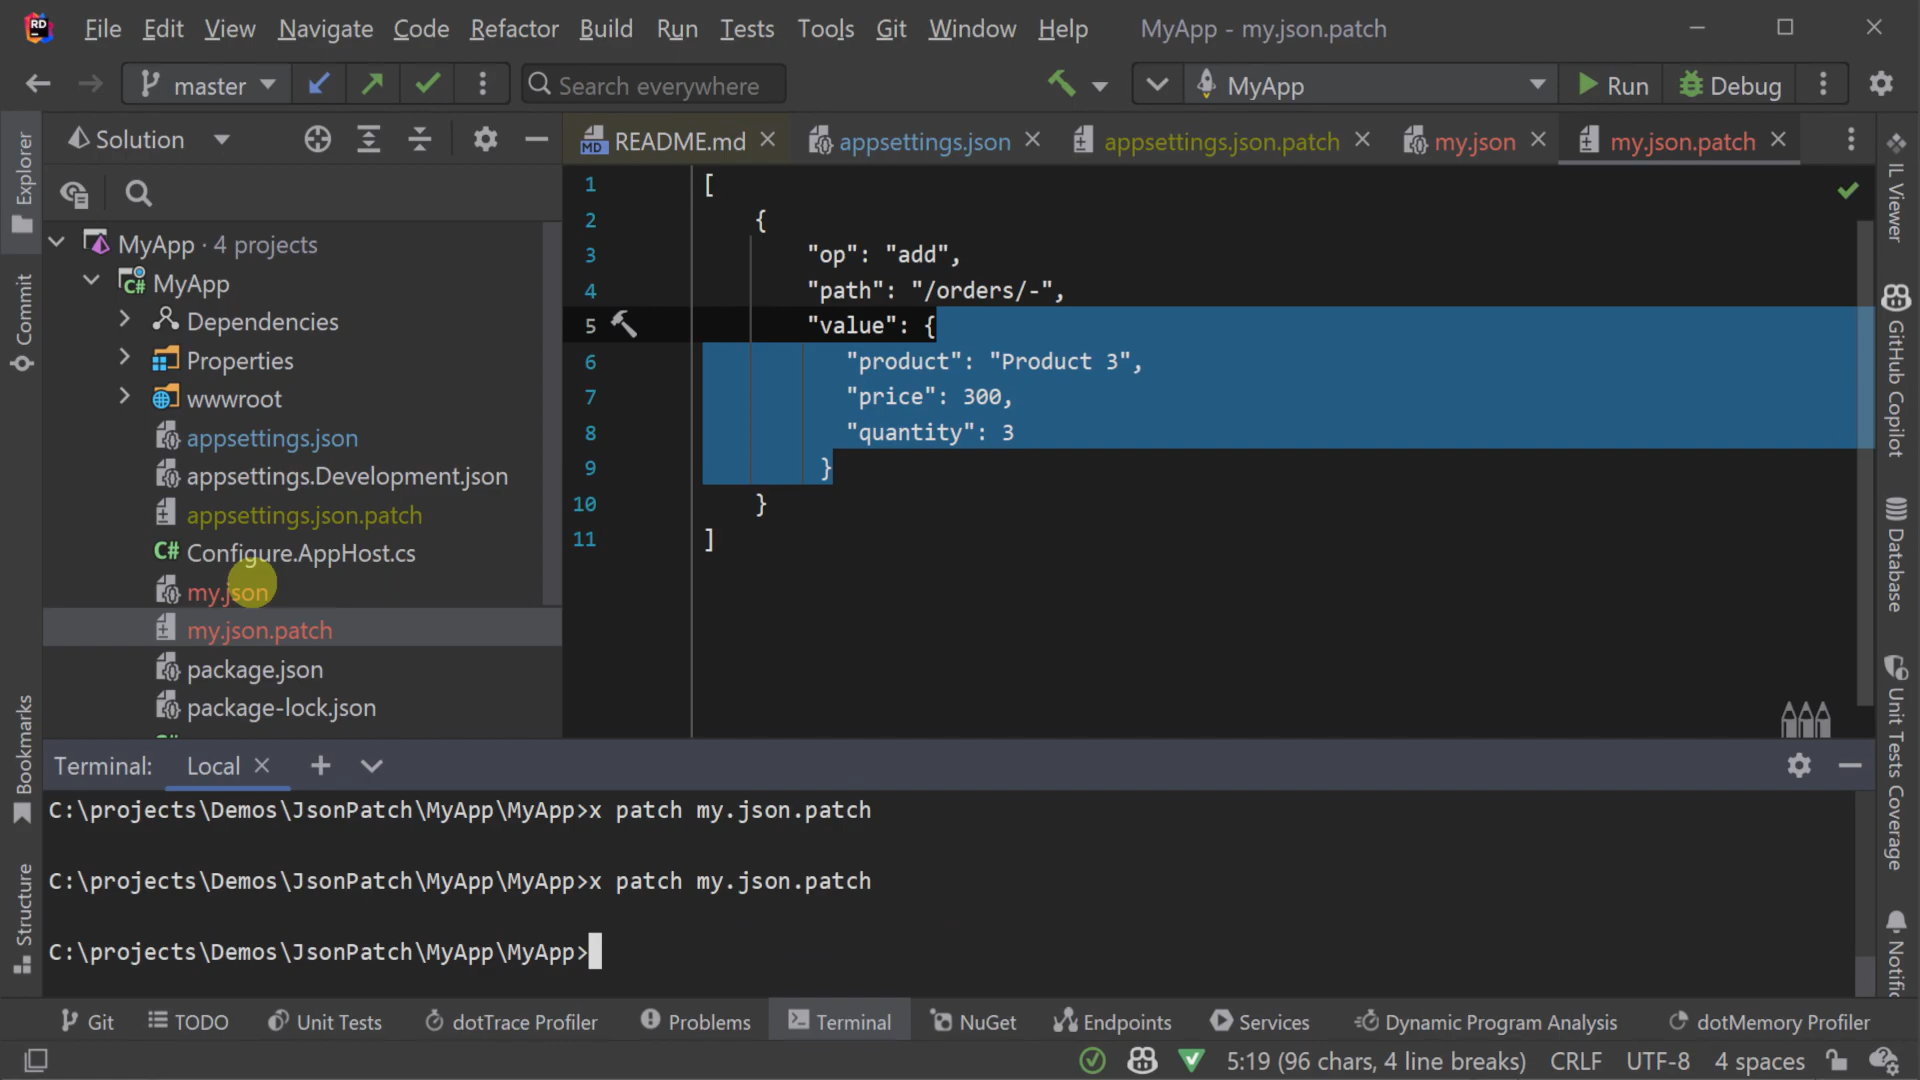 File Edit View Navigate Code Refactor Build Run Tests Tools Git Window Help MyApp - my.json.patch
master Search everywhere MyApp Run Debug
Solution
README.md appsettings.json appsettings.json.patch my.json my.json.patch
Explorer
Commit
Bookmarks
Structure
MyApp · 4 projects
MyApp
Dependencies
Properties
wwwroot
appsettings.json
appsettings.Development.json
appsettings.json.patch
C# Configure.AppHost.cs
my.json
my.json.patch
package.json
package-lock.json
1 [
2 {
3 "op": "add",
4 "path": "/orders/-",
5 "value": {
6 "product": "Product 3",
7 "price": 300,
8 "quantity": 3
9 }
10 }
11 ]
IL Viewer
GitHub Copilot
Database
Unit Tests Coverage
Notific
Terminal: Local
C:\projects\Demos\JsonPatch\MyApp\MyApp>x patch my.json.patch
C:\projects\Demos\JsonPatch\MyApp\MyApp>x patch my.json.patch
C:\projects\Demos\JsonPatch\MyApp\MyApp>
Git TODO Unit Tests dotTrace Profiler Problems Terminal NuGet Endpoints Services Dynamic Program Analysis dotMemory Profiler
5:19 (96 chars, 4 line breaks) CRLF UTF-8 4 spaces